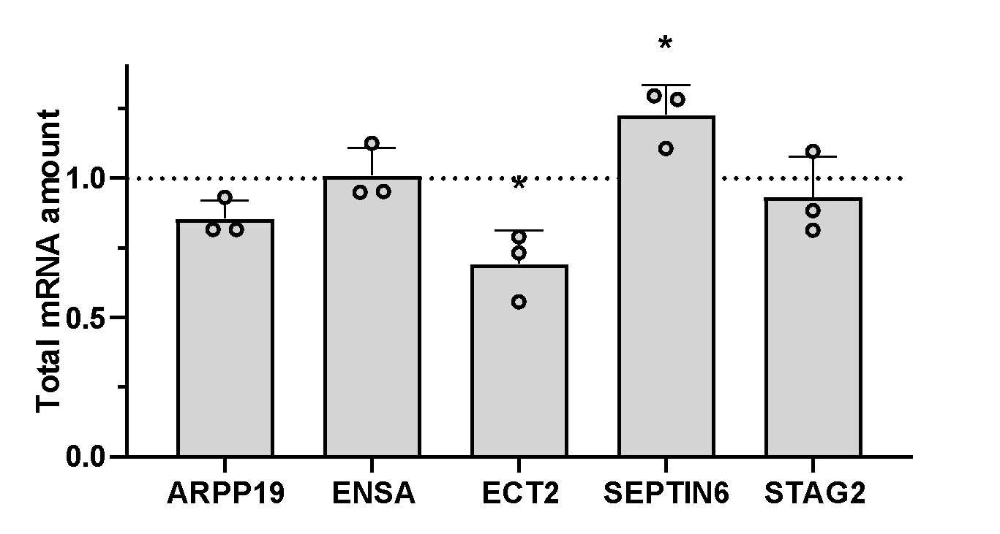 *
Total mRNA amount
1.0
*
0.5
0.0
ARPP19 ENSA ECT2 SEPTIN6 STAG2